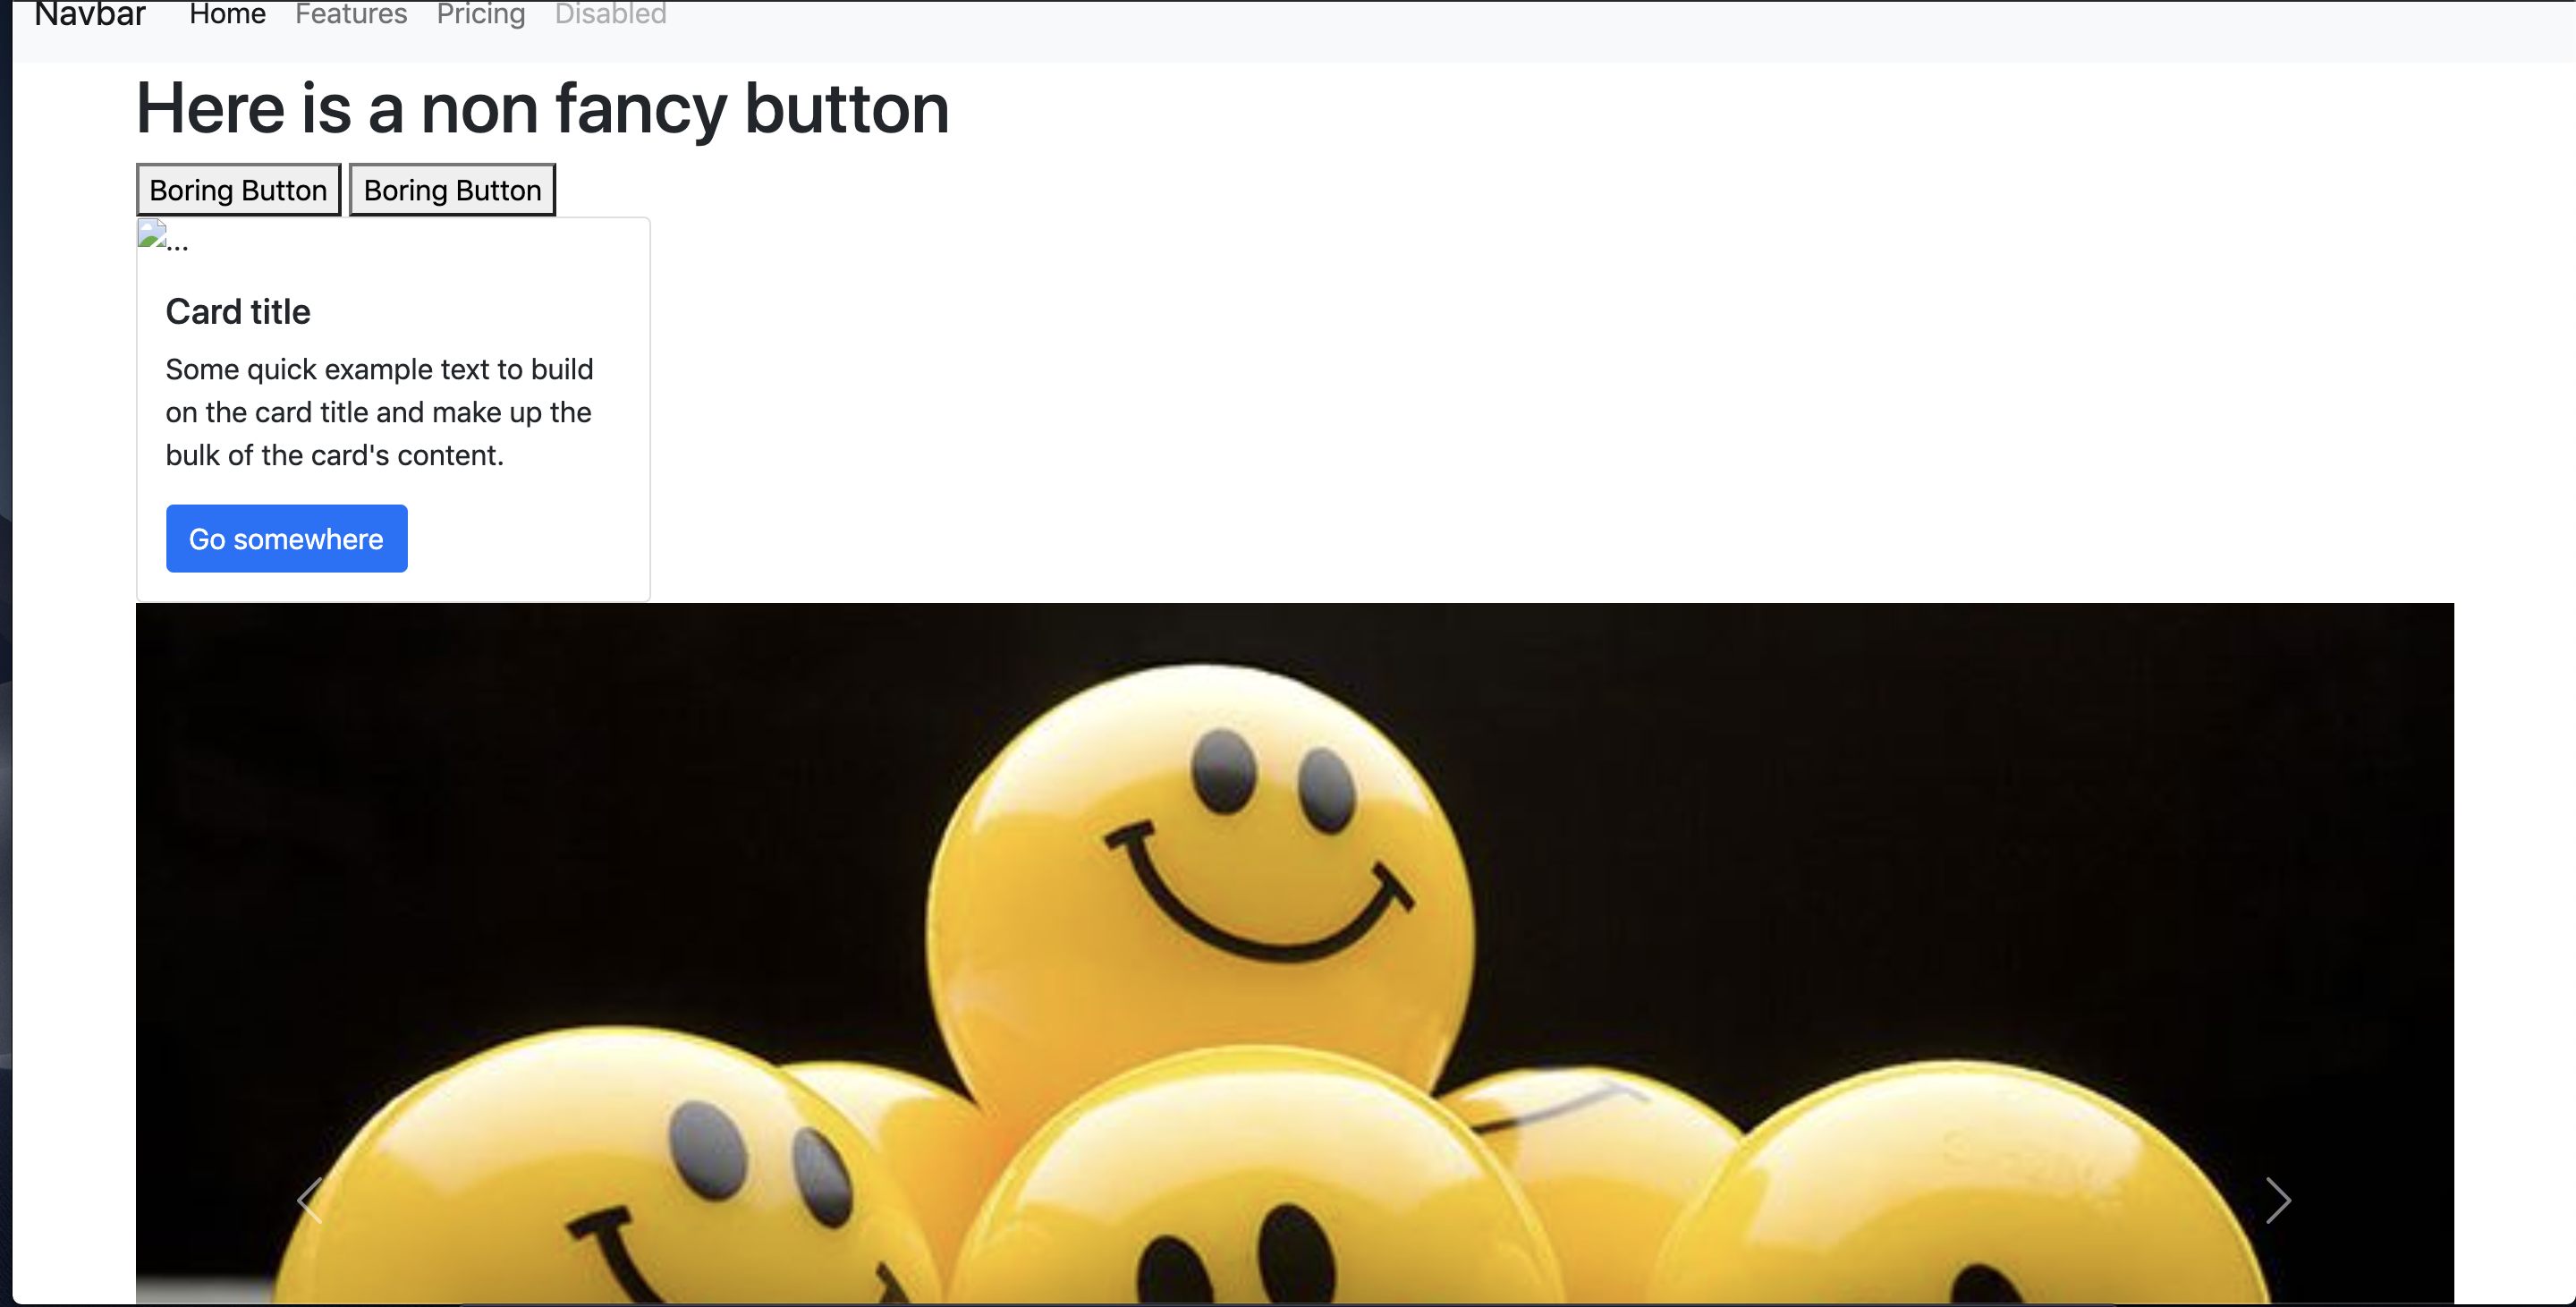 Navbar Home Features Pricing Disabled
Here is a non fancy button
Boring Button Boring Button
...
Card title
Some quick example text to build
on the card title and make up the
bulk of the card's content.
Go somewhere